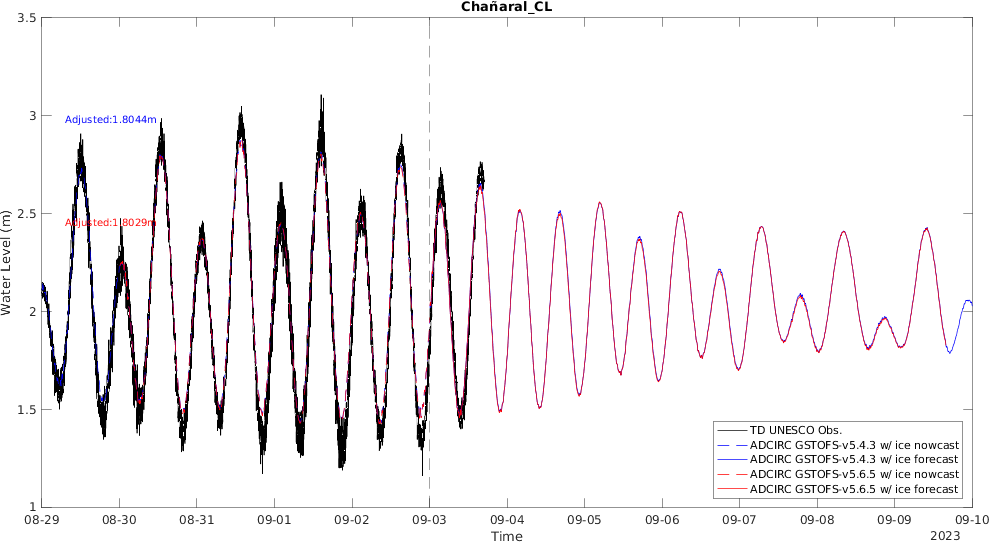 Chañaral_CL
3.5
3
2.5
2
1.5
1
Water Level (m)
Adjusted:1.8044m
Adjusted:1.8029m
TD UNESCO Obs.
ADCIRC GSTOFS-v5.4.3 w/ ice nowcast
ADCIRC GSTOFS-v5.4.3 w/ ice forecast
ADCIRC GSTOFS-v5.6.5 w/ ice nowcast
ADCIRC GSTOFS-v5.6.5 w/ ice forecast
08-29 08-30 08-31 09-01 09-02 09-03 09-04 09-05 09-06 09-07 09-08 09-09 09-10
Time
2023